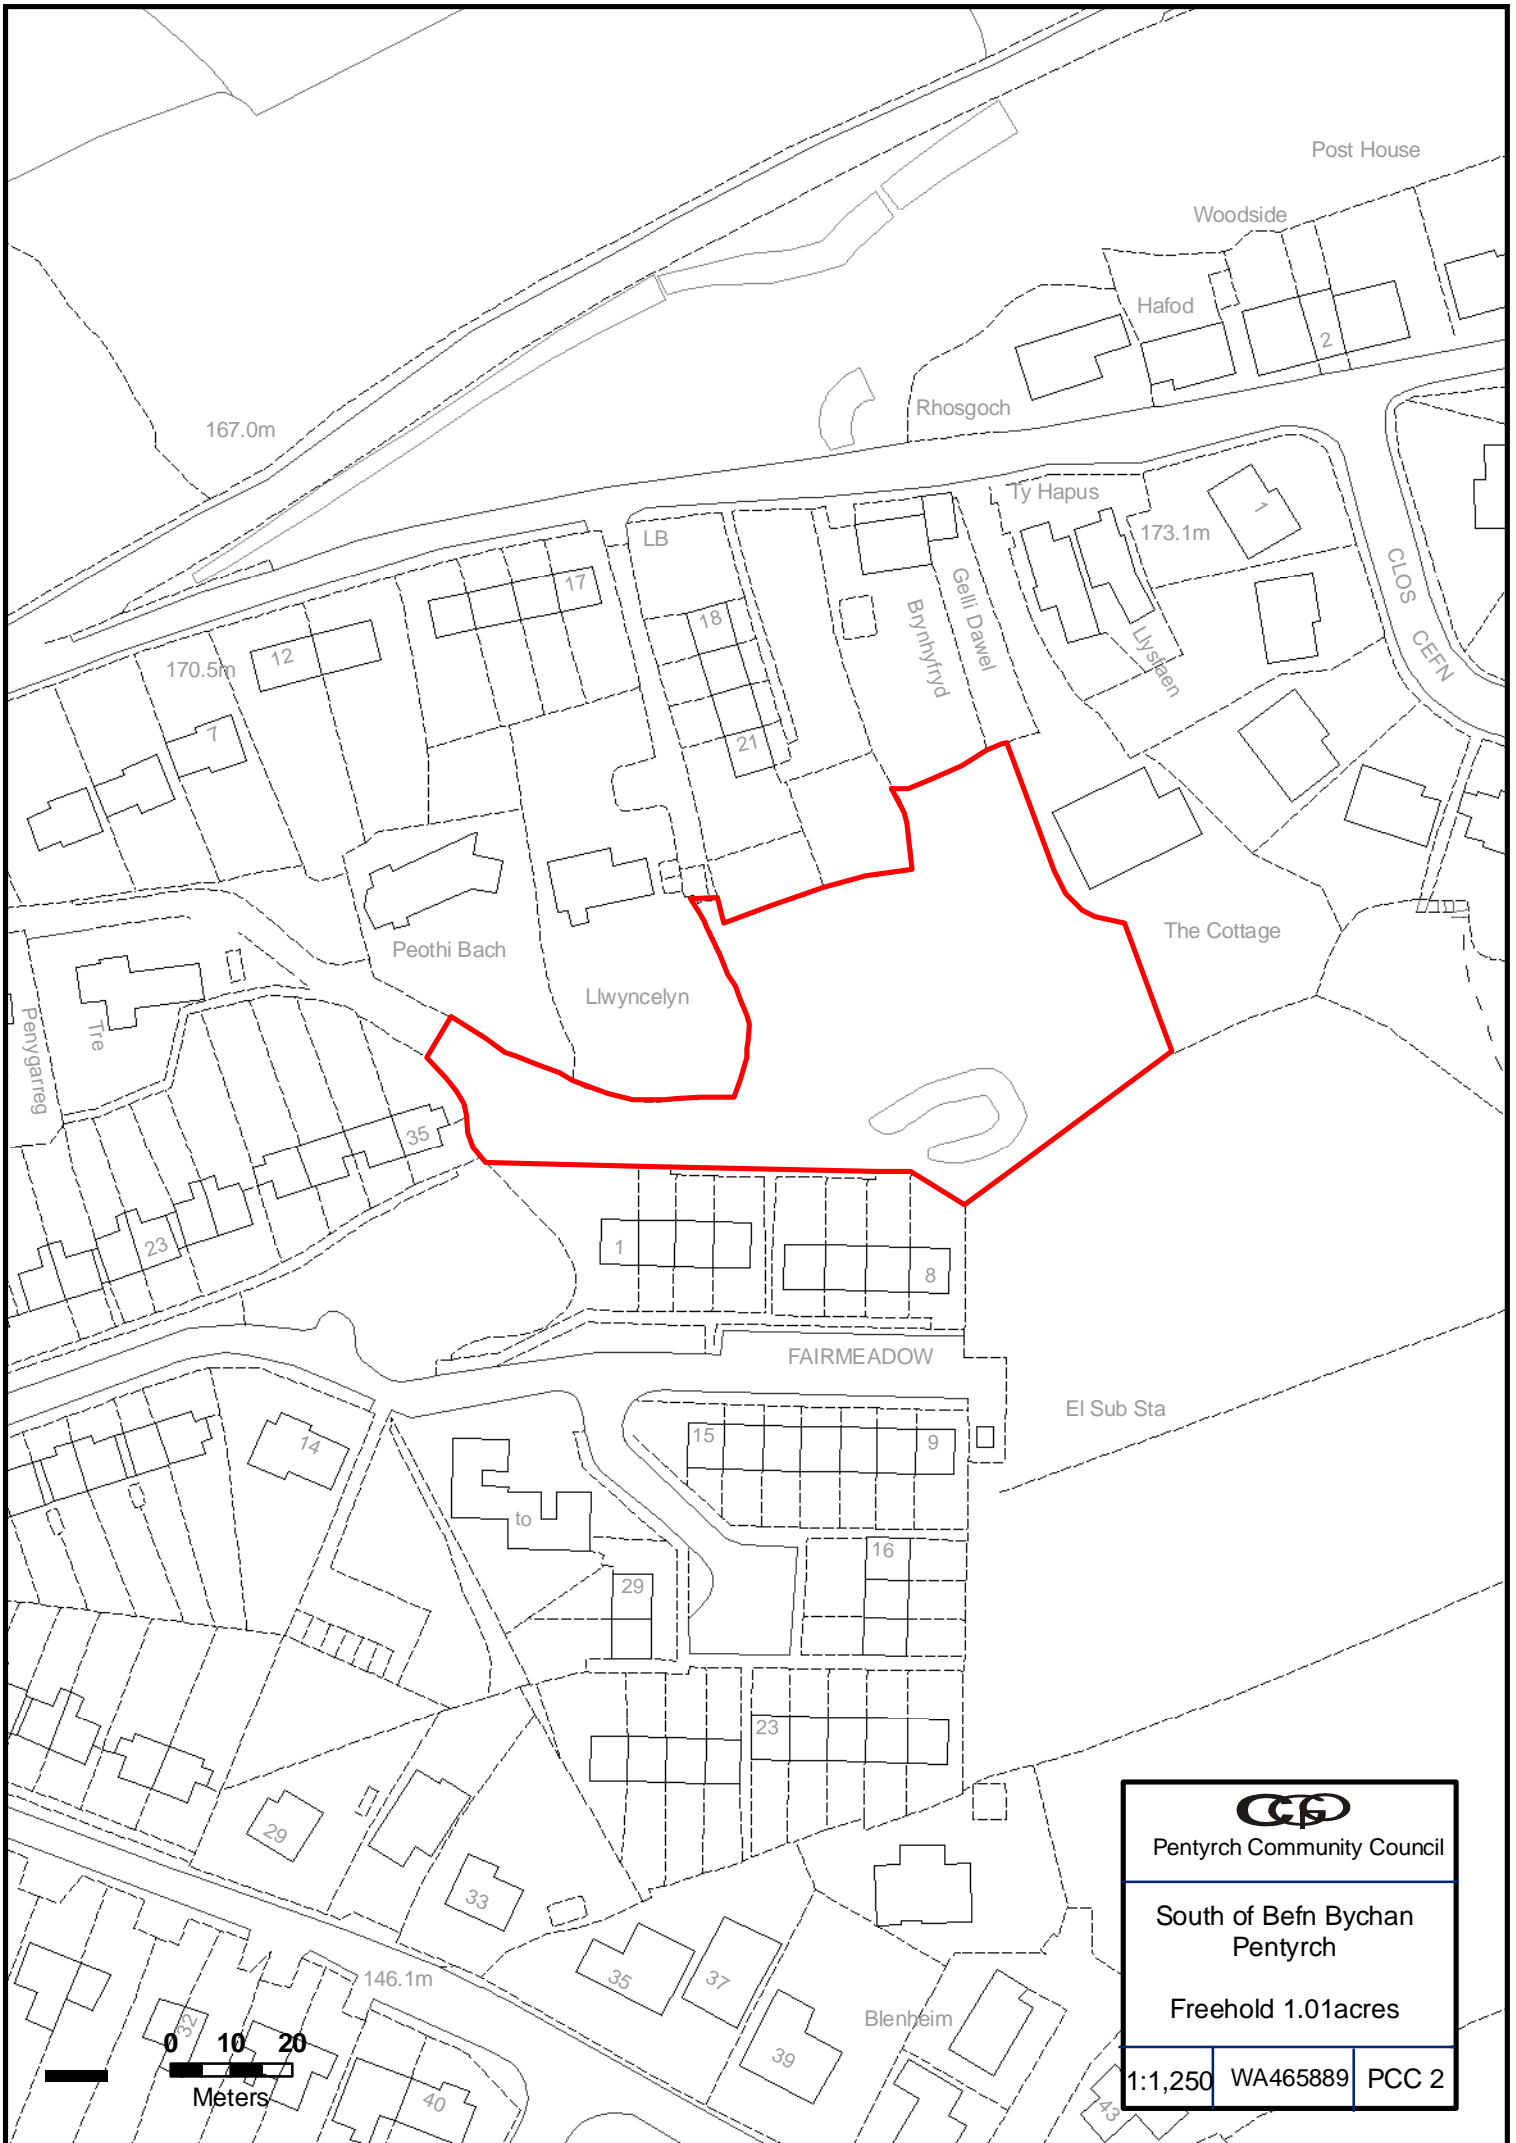 Post House
Woodside
Hafod
2
Rhosgoch
167.0m
Ty Hapus
1
173.1m
LB
CLOS CEFN
17
18
Gelli Dawel
Brynhyfryd
Llysfaen
12
170.5m
7
21
The Cottage
Peothi Bach
Llwyncelyn
Tre
Penygarreg
35
23
1
8
FAIRMEADOW
El Sub Sta
14
15
9
to
16
29
23
29
33
35
37
146.1m
Blenheim
39
32
40
43
0 10 20
Meters
CCGO
Pentyrch Community Council
South of Befn Bychan
Pentyrch
Freehold 1.01acres
1:1,250 WA465889 PCC 2